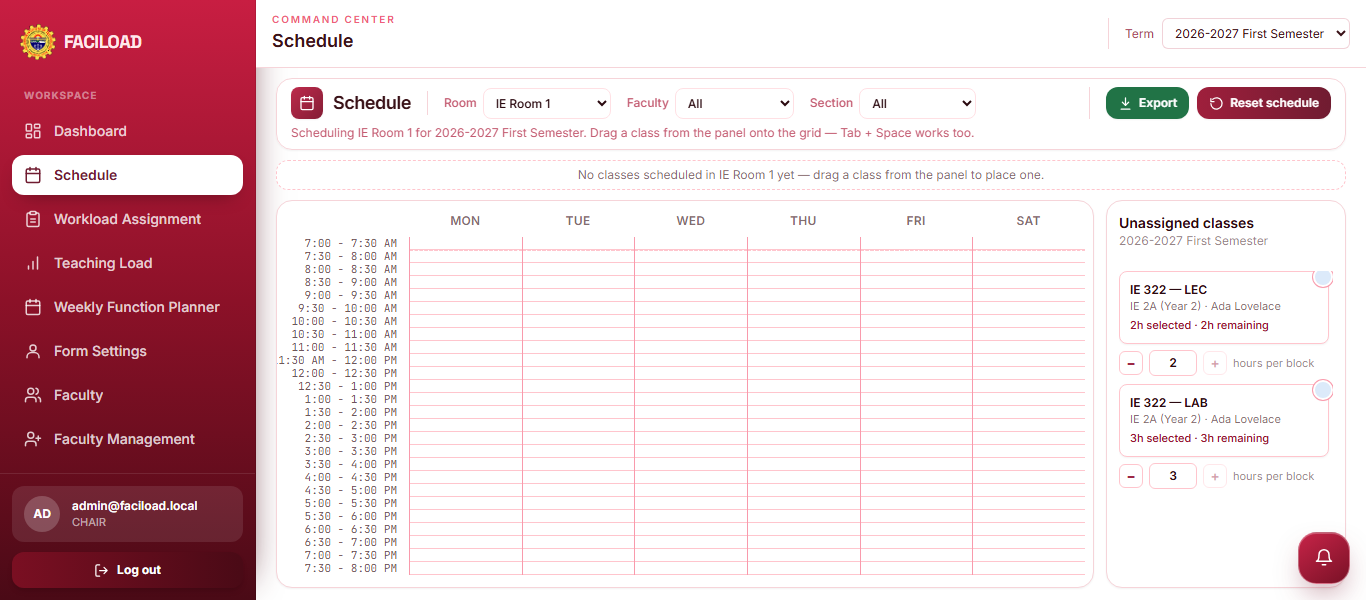 FACILOAD
WORKSPACE
Dashboard
Schedule
Workload Assignment
Teaching Load
Weekly Function Planner
Form Settings
Faculty
Faculty Management
AD
admin@faciload.local
CHAIR
Log out
COMMAND CENTER
Schedule
Term
2026-2027 First Semester
Schedule
Room
IE Room 1
Faculty
All
Section
All
Export
Reset schedule
Scheduling IE Room 1 for 2026-2027 First Semester. Drag a class from the panel onto the grid — Tab + Space works too.
No classes scheduled in IE Room 1 yet — drag a class from the panel to place one.
MON TUE WED THU FRI SAT
7:00 - 7:30 AM
7:30 - 8:00 AM
8:00 - 8:30 AM
8:30 - 9:00 AM
9:00 - 9:30 AM
9:30 - 10:00 AM
10:00 - 10:30 AM
10:30 - 11:00 AM
11:00 - 11:30 AM
1:30 AM - 12:00 PM
12:00 - 12:30 PM
12:30 - 1:00 PM
1:00 - 1:30 PM
1:30 - 2:00 PM
2:00 - 2:30 PM
2:30 - 3:00 PM
3:00 - 3:30 PM
3:30 - 4:00 PM
4:00 - 4:30 PM
4:30 - 5:00 PM
5:00 - 5:30 PM
5:30 - 6:00 PM
6:00 - 6:30 PM
6:30 - 7:00 PM
7:00 - 7:30 PM
7:30 - 8:00 PM
Unassigned classes
2026-2027 First Semester
IE 322 — LEC
IE 2A (Year 2) · Ada Lovelace
2h selected · 2h remaining
− 2 + hours per block
IE 322 — LAB
IE 2A (Year 2) · Ada Lovelace
3h selected · 3h remaining
− 3 + hours per block